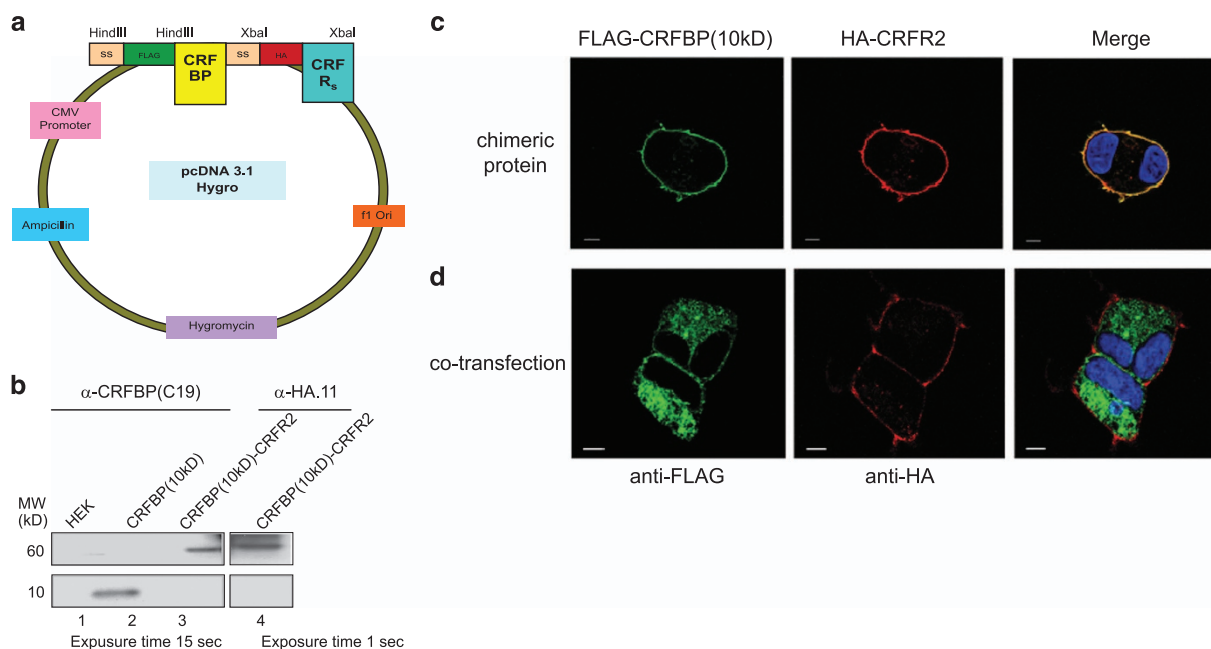 a
HindIII HindIII XbaI XbaI
ss FLAG CRF BP ss HA CRF Rs
CMV Promoter
pcDNA 3.1
Hygro
Ampicillin
f1 Ori
Hygromycin
b
α-CRFBP(C19) α-HA.11
MW
(kD)
HEK
CRFBP(10kD)
CRFBP(10kD)-CRFR2
CRFBP(10kD)-CRFR2
60
10
1 2 3 4
Expusure time 15 sec Exposure time 1 sec
c
FLAG-CRFBP(10kD) HA-CRFR2 Merge
chimeric
protein
d
co-transfection
anti-FLAG anti-HA